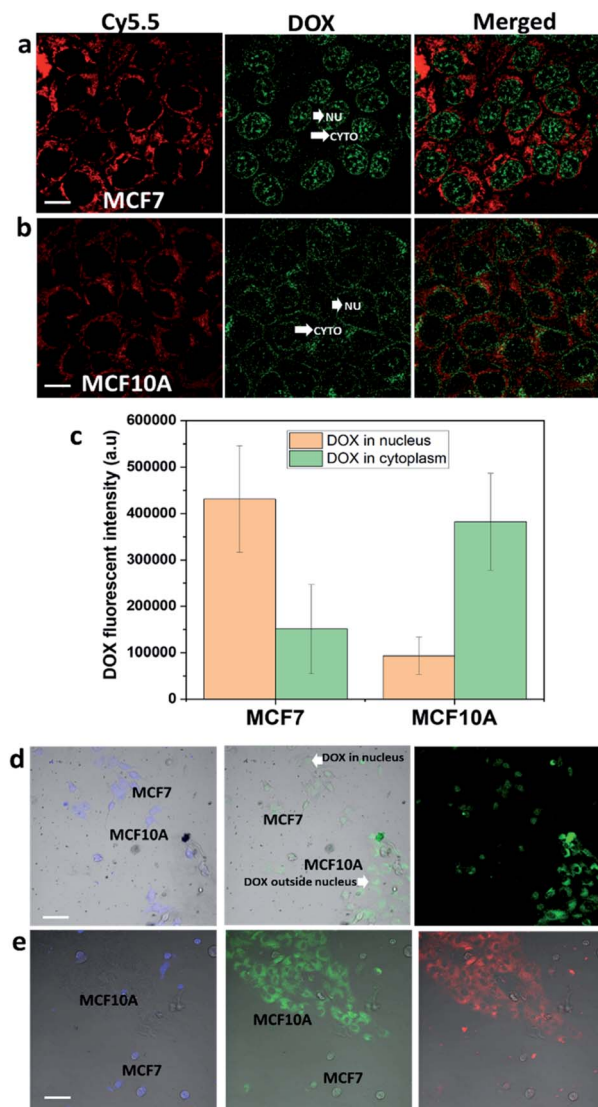 Cy5.5 DOX Merged
a
NU
CYTO
MCF7
b
NU
CYTO
MCF10A
c
600000
500000
400000
300000
200000
100000
0
DOX fluorescent intensity (a.u)
DOX in nucleus
DOX in cytoplasm
MCF7 MCF10A
d
MCF7
MCF10A
DOX in nucleus
MCF7
MCF10A
DOX outside nucleus
e
MCF10A
MCF7
MCF10A
MCF7